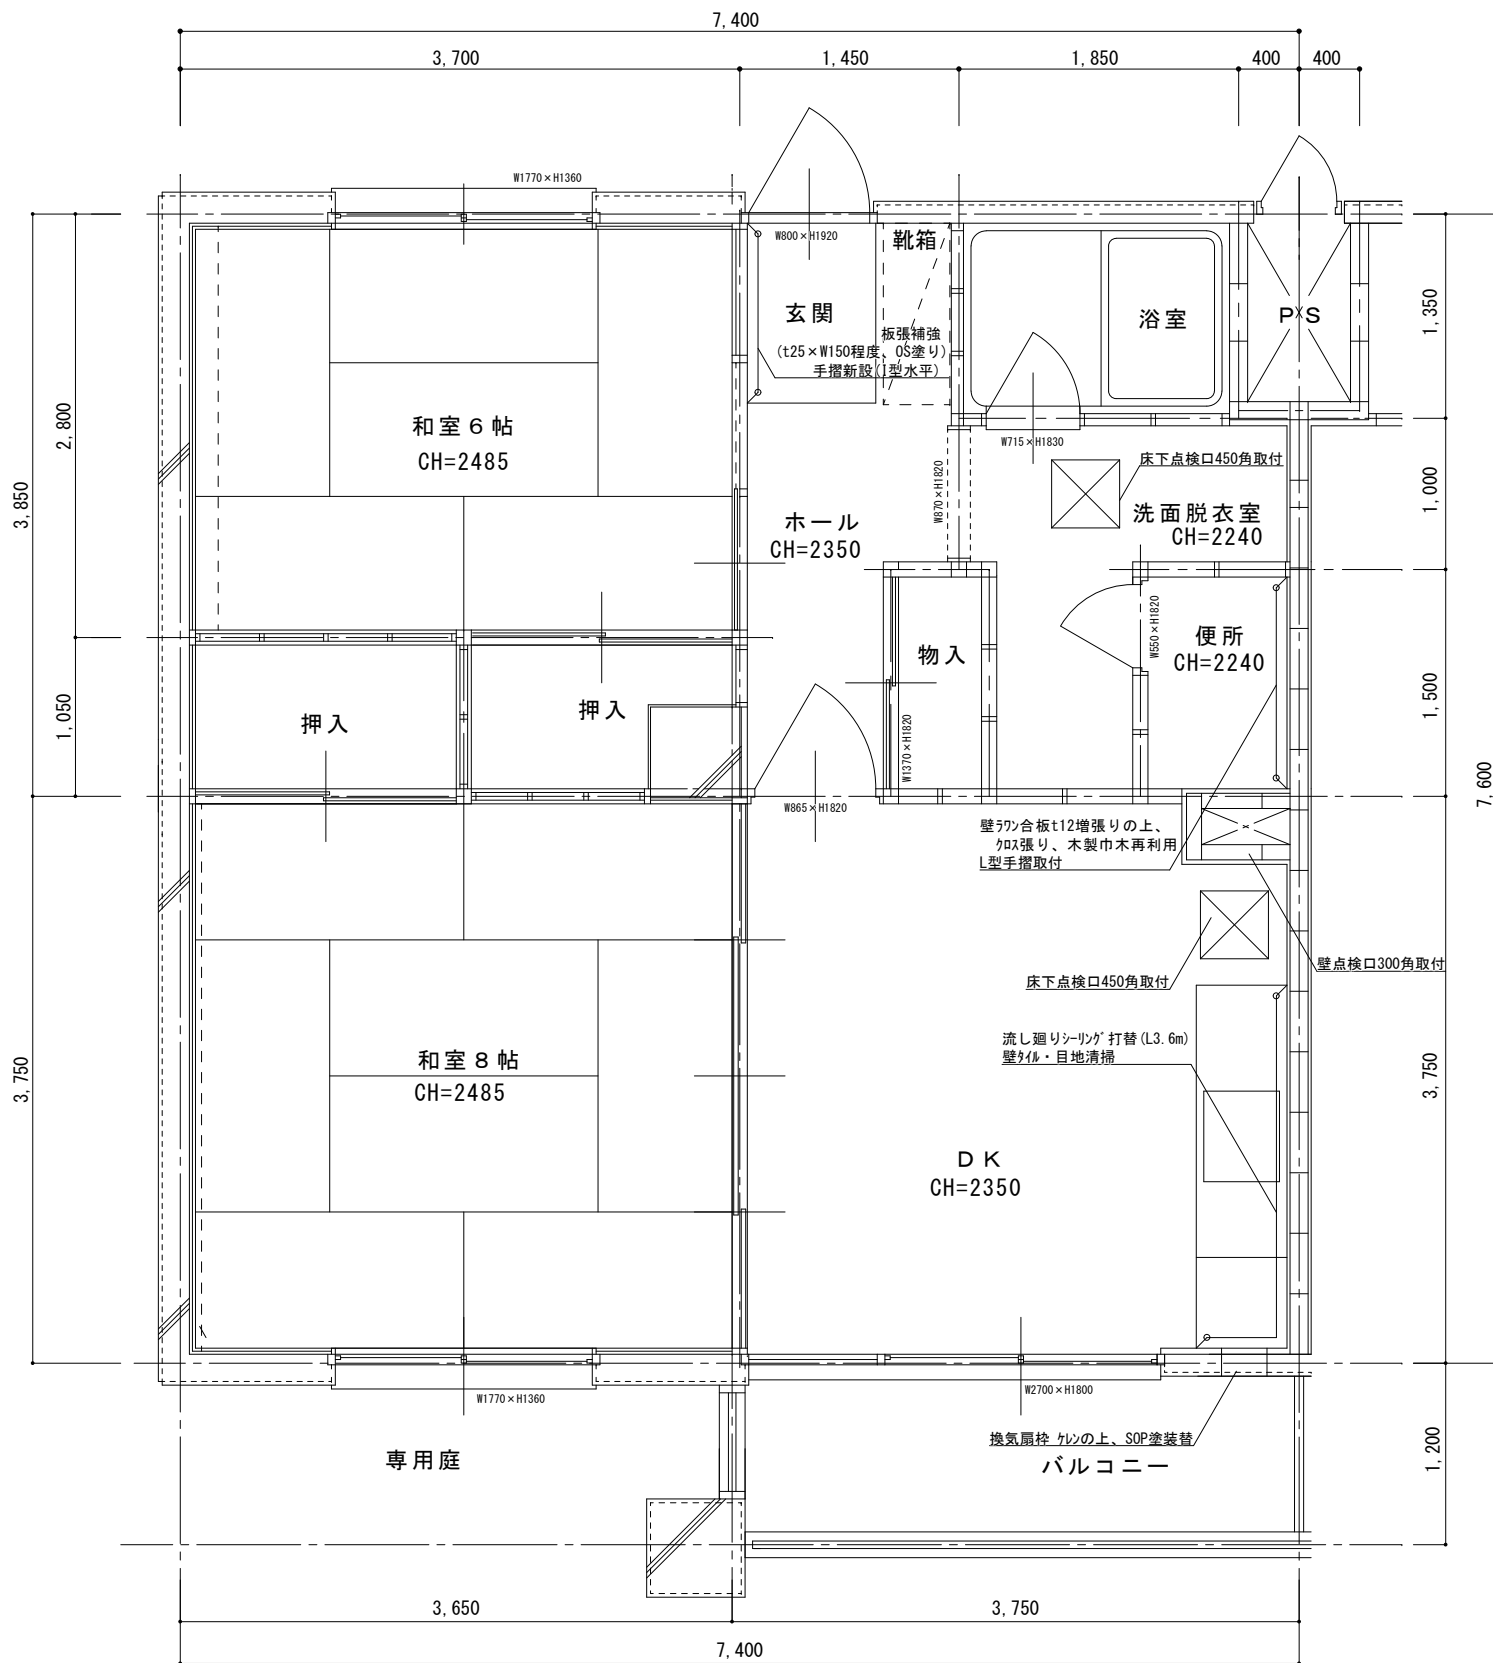 7,400
3,700
1,450
1,850
400
400
W1770×H1360
W800×H1920
靴箱
玄関
浴室
PS
板張補強
(t25×W150程度、OS塗り)
手摺新設(I型水平)
和室6帖
CH=2485
W715×H1830
W870×H1820
床下点検口450角取付
洗面脱衣室
CH=2240
ホール
CH=2350
物入
W550×H1820
便所
CH=2240
押入
押入
W1370×H1820
W865×H1820
壁ラワン合板t12増張りの上、
クロス張り、木製巾木再利用
L型手摺取付
壁点検口300角取付
床下点検口450角取付
流し廻りシーリング打替(L3.6m)
壁タイル・目地清掃
和室8帖
CH=2485
DK
CH=2350
W1770×H1360
W2700×H1800
換気扇枠 ケレンの上、SOP塗装替
専用庭
バルコニー
2,800
3,850
1,050
3,750
1,350
1,000
1,500
7,600
3,750
1,200
3,650
3,750
7,400